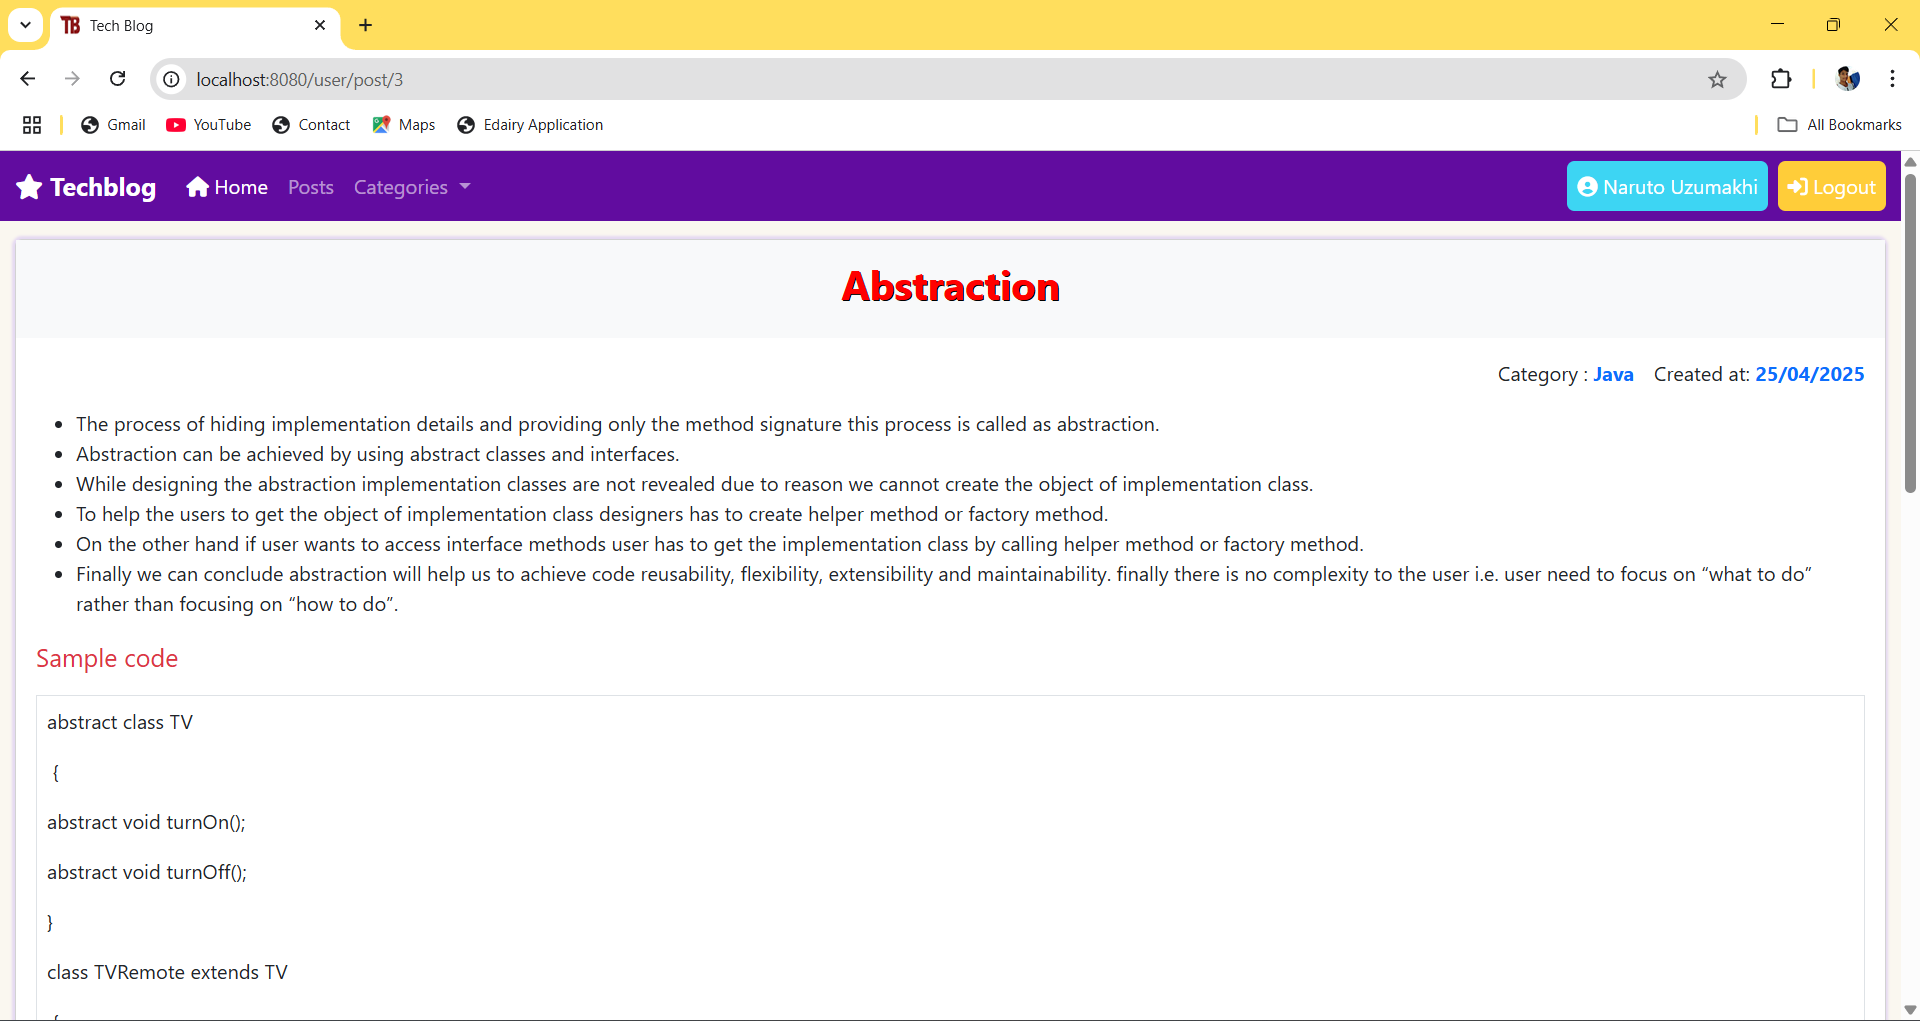 TB Tech Blog
localhost:8080/user/post/3
Gmail YouTube Contact Maps Edairy Application All Bookmarks
Techblog Home Posts Categories Naruto Uzumakhi Logout
Abstraction
Category : Java Created at: 25/04/2025
• The process of hiding implementation details and providing only the method signature this process is called as abstraction.
• Abstraction can be achieved by using abstract classes and interfaces.
• While designing the abstraction implementation classes are not revealed due to reason we cannot create the object of implementation class.
• To help the users to get the object of implementation class designers has to create helper method or factory method.
• On the other hand if user wants to access interface methods user has to get the implementation class by calling helper method or factory method.
• Finally we can conclude abstraction will help us to achieve code reusability, flexibility, extensibility and maintainability. finally there is no complexity to the user i.e. user need to focus on “what to do”
rather than focusing on “how to do”.
Sample code
abstract class TV
{
abstract void turnOn();
abstract void turnOff();
}
class TVRemote extends TV
{